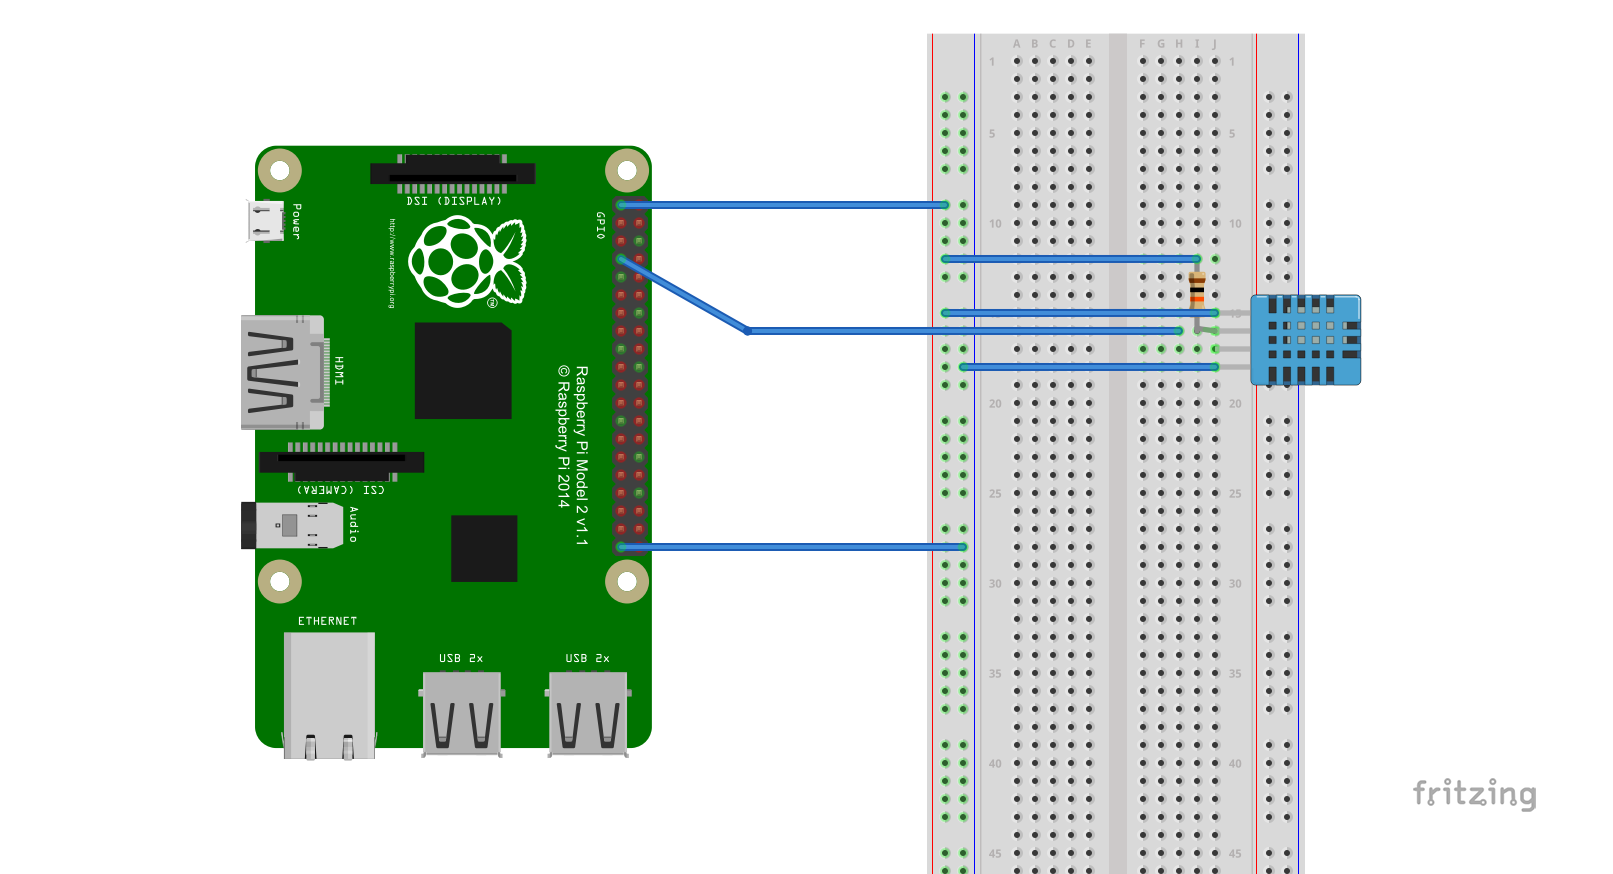 A B C D E F G H I J
1 1
5 5
DSI (DISPLAY)
Power
GPIO
http://www.raspberrypi.org
10 10
15
HDMI
Raspberry Pi Model 2 v1.1
© Raspberry Pi 2014
20 20
CSI (CAMERA)
Audio
25 25
30 30
ETHERNET
USB 2x
USB 2x
35 35
40 40
fritzing
45 45